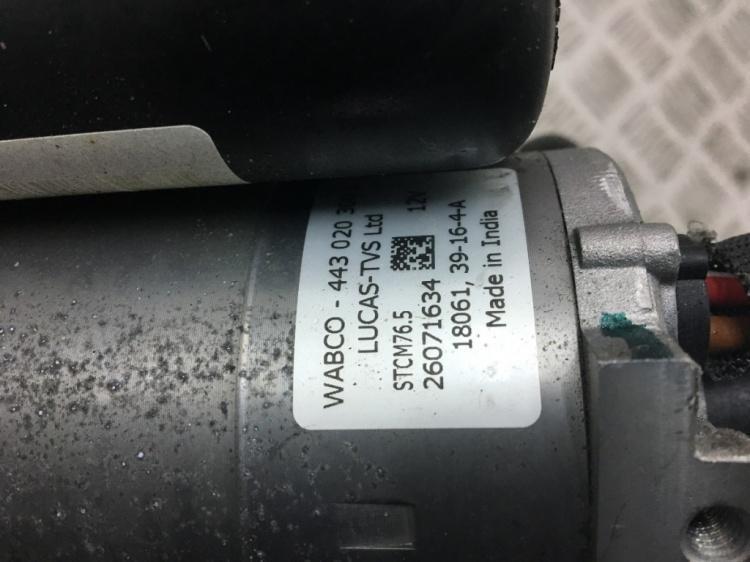 WABCO - 443 020
LUCAS-TVS Ltd
STCM76.5 12V
26071634
18061, 39-16-4-A
Made in India